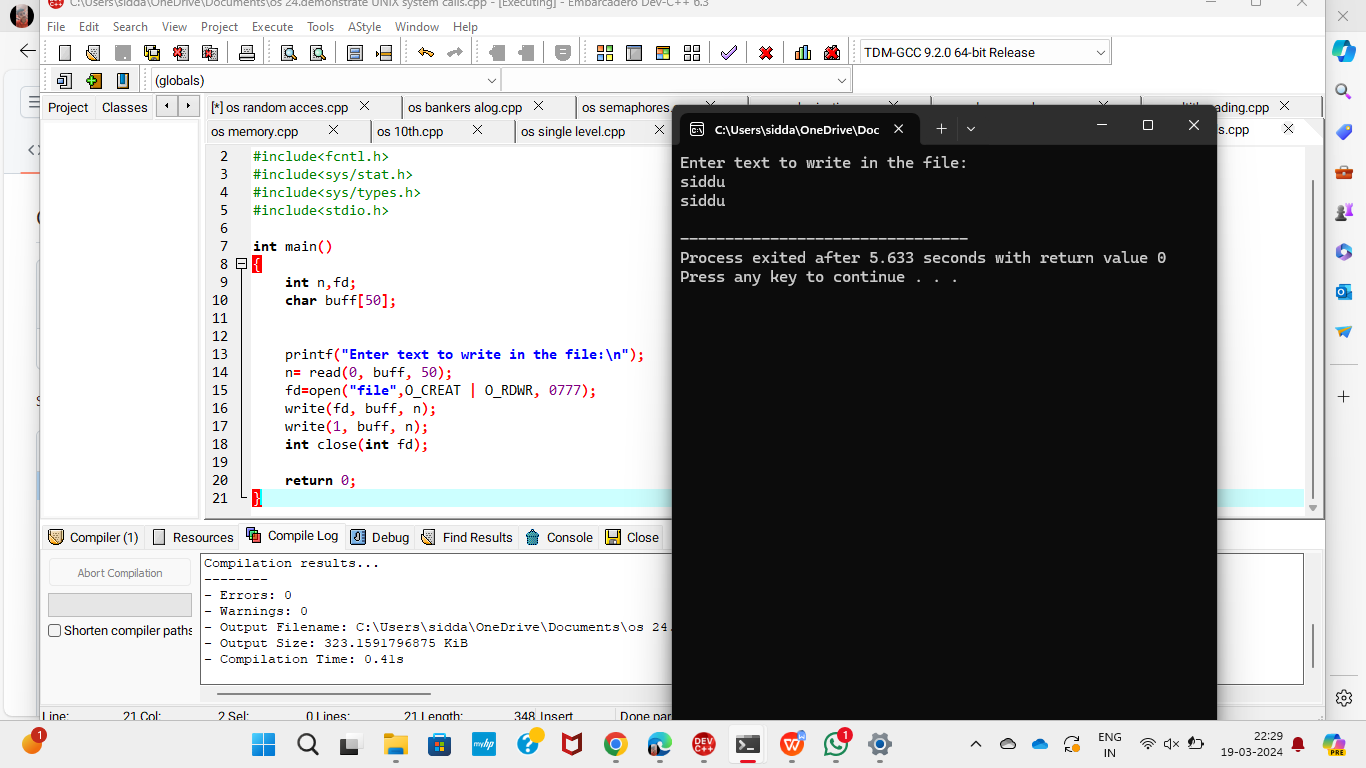 C:\Users\sidda\OneDrive\Documents\os 24.demonstrate UNIX system calls.cpp - [Executing] - Embarcadero Dev-C++ 6.3
File Edit Search View Project Execute Tools AStyle Window Help
TDM-GCC 9.2.0 64-bit Release
(globals)
Project Classes [*] os random acces.cpp os bankers alog.cpp os semaphores.
os memory.cpp os 10th.cpp os single level.cpp s.cpp
C:\Users\sidda\OneDrive\Doc
2 #include<fcntl.h>
3 #include<sys/stat.h>
4 #include<sys/types.h>
5 #include<stdio.h>
6
7 int main()
8 {
9 int n,fd;
10 char buff[50];
11
12
13 printf("Enter text to write in the file:\n");
14 n= read(0, buff, 50);
15 fd=open("file",O_CREAT | O_RDWR, 0777);
16 write(fd, buff, n);
17 write(1, buff, n);
18 int close(int fd);
19
20 return 0;
21 }
Enter text to write in the file:
siddu
siddu
--------------------------------
Process exited after 5.633 seconds with return value 0
Press any key to continue . . .
Compiler (1) Resources Compile Log Debug Find Results Console Close
Abort Compilation
Shorten compiler paths
Compilation results...
--------
- Errors: 0
- Warnings: 0
- Output Filename: C:\Users\sidda\OneDrive\Documents\os 24.
- Output Size: 323.1591796875 KiB
- Compilation Time: 0.41s
Line: 21 Col: 2 Sel: 0 Lines: 21 Length: 348 Insert Done par
1
myhp
DEV C++
W
1
ENG
IN
22:29
19-03-2024
PRE